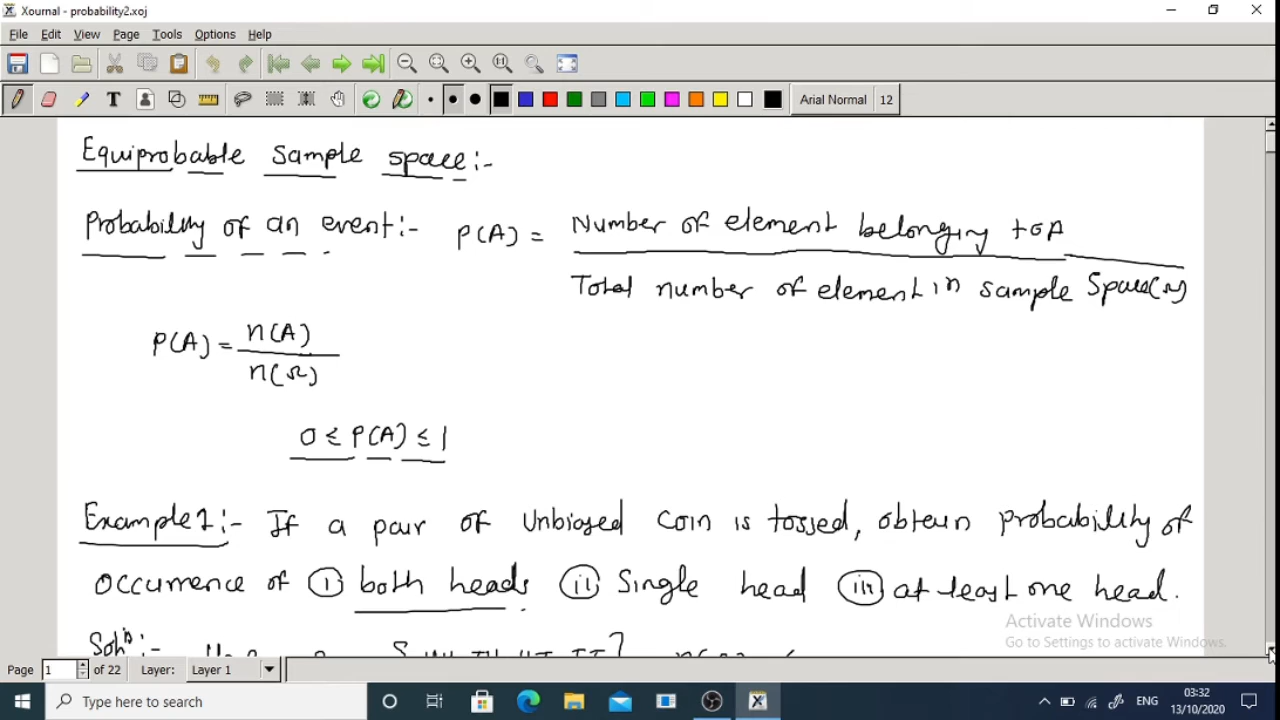 Xournal - probability2.xoj
File Edit View Page Tools Options Help
Arial Normal 12
Equiprobable Sample space:-
Probability of an event:- P(A) = Number of element belonging to A
Total number of element in sample Space(Ω)
P(A) = n(A)
n(Ω)
0 ≤ P(A) ≤ 1
Example 1:- If a pair of Unbiased Coin is tossed, obtain probability of
Occurrence of (i) both heads (ii) Single head (iii) at least one head.
Activate Windows
Go to Settings to activate Windows.
Soln:-
Page 1 of 22 Layer: Layer 1
Type here to search
ENG
03:32
13/10/2020